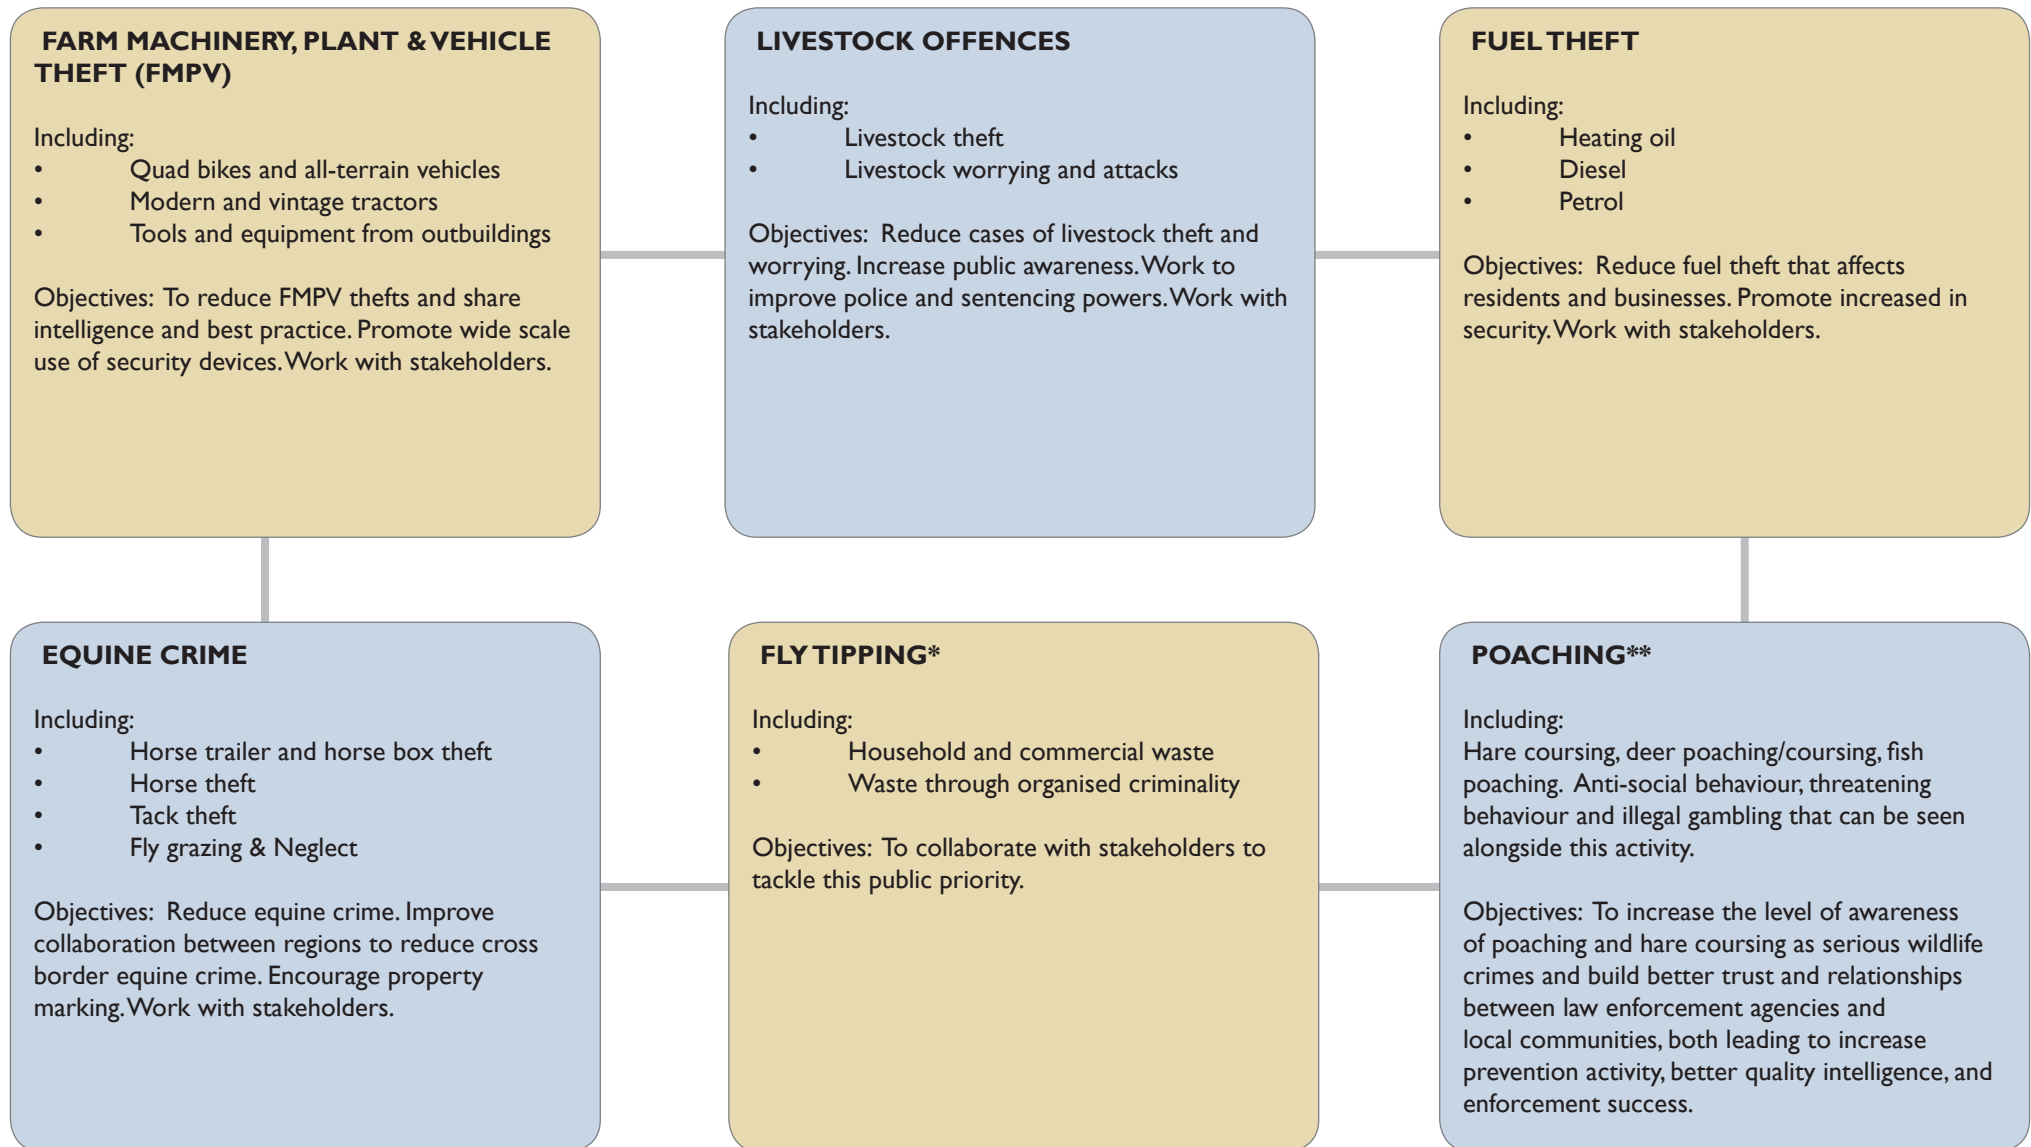 FARM MACHINERY, PLANT & VEHICLE
THEFT (FMPV)
Including:
• Quad bikes and all-terrain vehicles
• Modern and vintage tractors
• Tools and equipment from outbuildings
Objectives: To reduce FMPV thefts and share
intelligence and best practice. Promote wide scale
use of security devices. Work with stakeholders.
LIVESTOCK OFFENCES
Including:
• Livestock theft
• Livestock worrying and attacks
Objectives: Reduce cases of livestock theft and
worrying. Increase public awareness. Work to
improve police and sentencing powers. Work with
stakeholders.
FUEL THEFT
Including:
• Heating oil
• Diesel
• Petrol
Objectives: Reduce fuel theft that affects
residents and businesses. Promote increased in
security. Work with stakeholders.
EQUINE CRIME
Including:
• Horse trailer and horse box theft
• Horse theft
• Tack theft
• Fly grazing & Neglect
Objectives: Reduce equine crime. Improve
collaboration between regions to reduce cross
border equine crime. Encourage property
marking. Work with stakeholders.
FLY TIPPING*
Including:
• Household and commercial waste
• Waste through organised criminality
Objectives: To collaborate with stakeholders to
tackle this public priority.
POACHING**
Including:
Hare coursing, deer poaching/coursing, fish
poaching. Anti-social behaviour, threatening
behaviour and illegal gambling that can be seen
alongside this activity.
Objectives: To increase the level of awareness
of poaching and hare coursing as serious wildlife
crimes and build better trust and relationships
between law enforcement agencies and
local communities, both leading to increase
prevention activity, better quality intelligence, and
enforcement success.